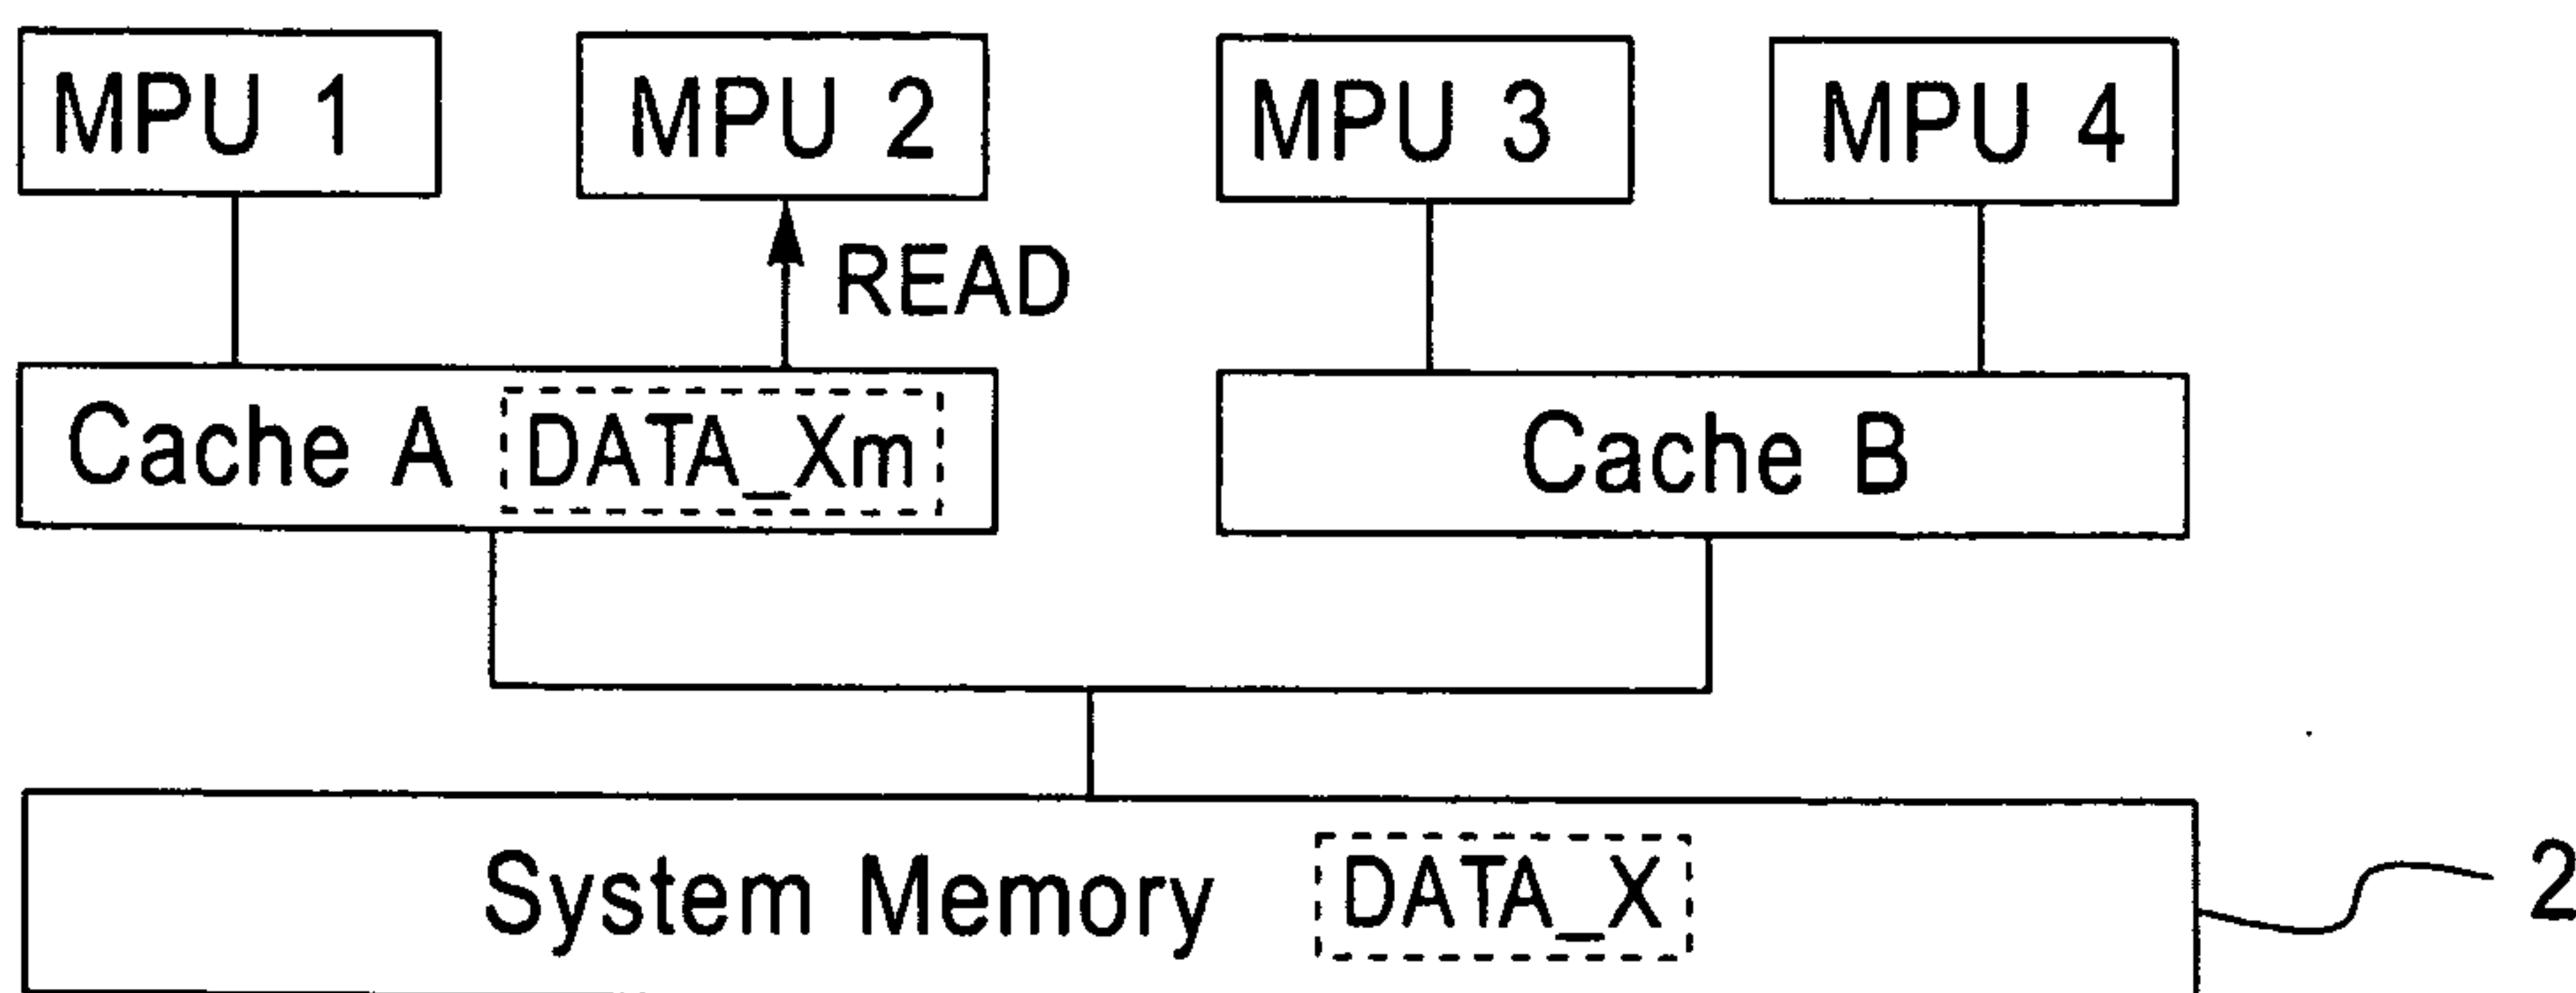 MPU 1 MPU 2 MPU 3 MPU 4
READ
Cache A DATA_Xm Cache B
System Memory DATA_X 2